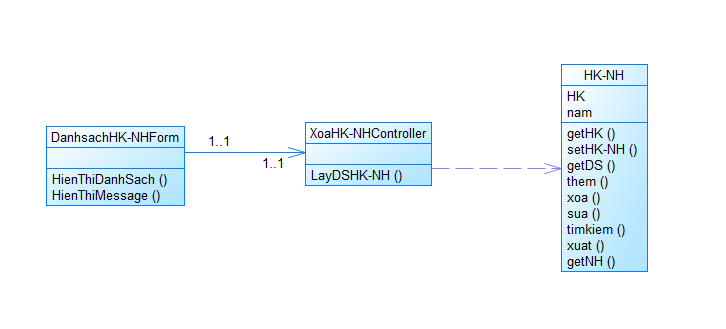 DanhsachHK-NHForm
HienThiDanhSach ()
HienThiMessage ()
1..1
1..1
XoaHK-NHController
LayDSHK-NH ()
HK-NH
HK
nam
getHK ()
setHK-NH ()
getDS ()
them ()
xoa ()
sua ()
timkiem ()
xuat ()
getNH ()